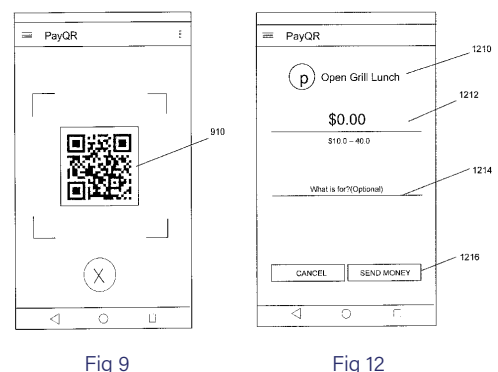 PayQR
910
X
Fig 9
PayQR
1210
p Open Grill Lunch
1212
$0.00
$10.0 – 40.0
1214
What is for?(Optional)
1216
CANCEL SEND MONEY
Fig 12